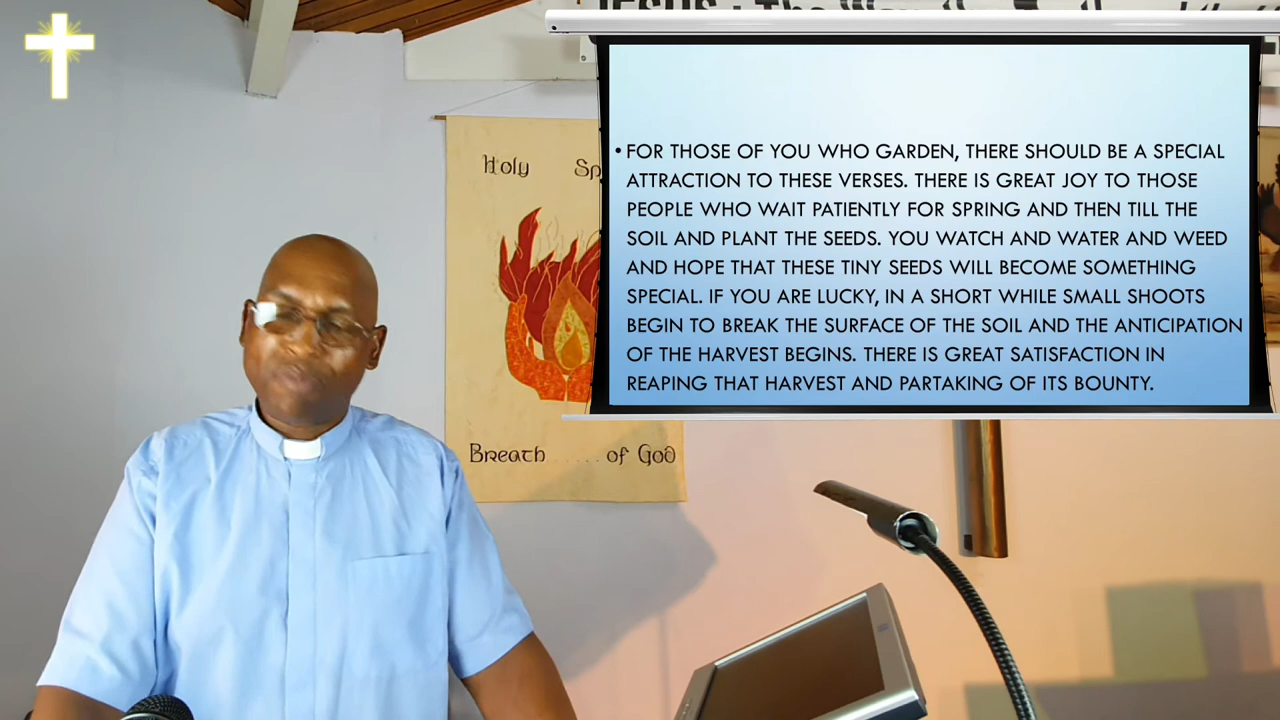 Holy Sp
• FOR THOSE OF YOU WHO GARDEN, THERE SHOULD BE A SPECIAL
ATTRACTION TO THESE VERSES. THERE IS GREAT JOY TO THOSE
PEOPLE WHO WAIT PATIENTLY FOR SPRING AND THEN TILL THE
SOIL AND PLANT THE SEEDS. YOU WATCH AND WATER AND WEED
AND HOPE THAT THESE TINY SEEDS WILL BECOME SOMETHING
SPECIAL. IF YOU ARE LUCKY, IN A SHORT WHILE SMALL SHOOTS
BEGIN TO BREAK THE SURFACE OF THE SOIL AND THE ANTICIPATION
OF THE HARVEST BEGINS. THERE IS GREAT SATISFACTION IN
REAPING THAT HARVEST AND PARTAKING OF ITS BOUNTY.
Breath ..... of God